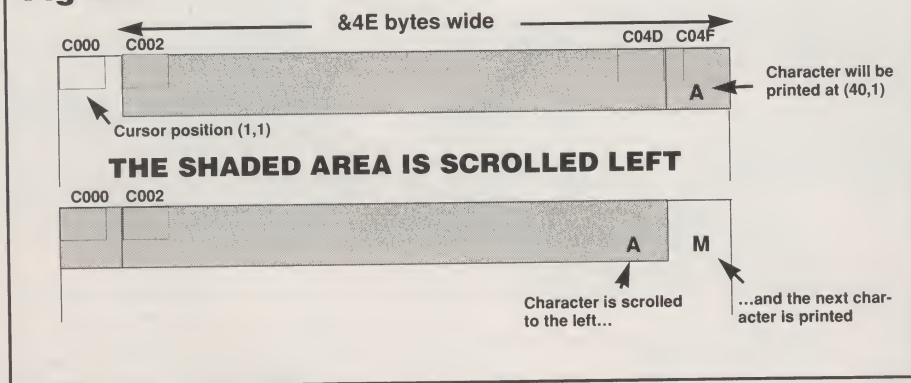 &4E bytes wide
C000 C002 C04D C04F
A
Character will be
printed at (40,1)
Cursor position (1,1)
THE SHADED AREA IS SCROLLED LEFT
C000 C002
A M
Character is scrolled
to the left...
...and the next char-
acter is printed